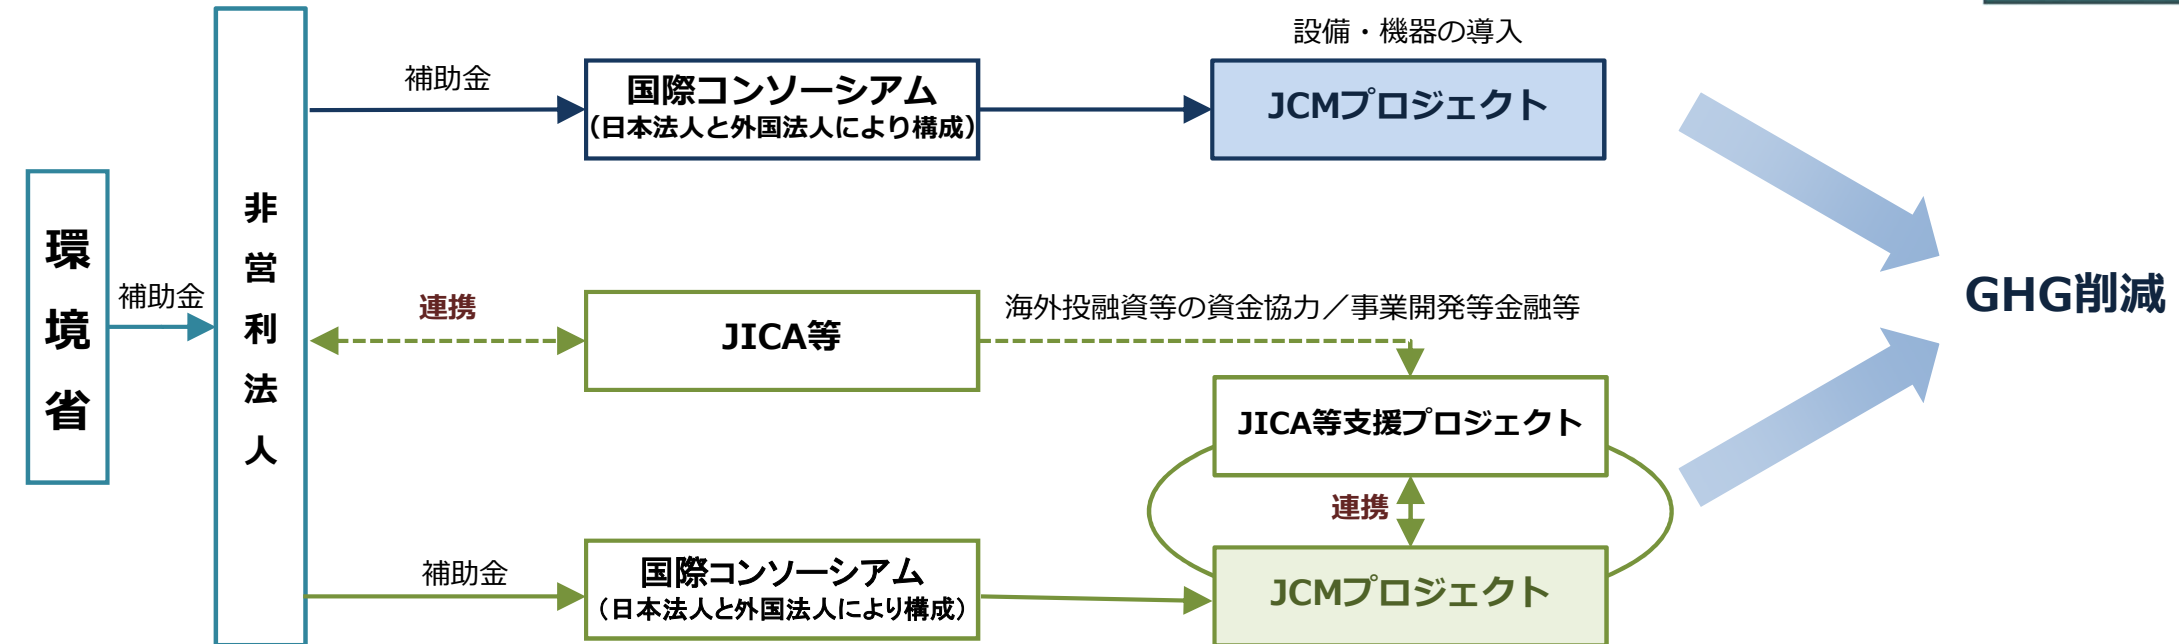 環境省
補助金
非営利法人
補助金
国際コンソーシアム
（日本法人と外国法人により構成）
設備・機器の導入
JCMプロジェクト
連携
JICA等
海外投融資等の資金協力／事業開発等金融等
JICA等支援プロジェクト
連携
補助金
国際コンソーシアム
（日本法人と外国法人により構成）
JCMプロジェクト
GHG削減